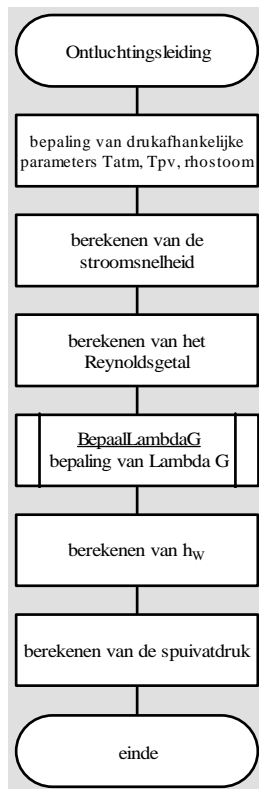 Ontluchtingsleiding
bepaling van drukafhankelijke
parameters Tatm, Tpv, rhostoom
berekenen van de
stroomsnelheid
berekenen van het
Reynoldsgetal
BepaalLambdaG
bepaling van Lambda G
berekenen van hw
berekenen van de spuivatdruk
einde